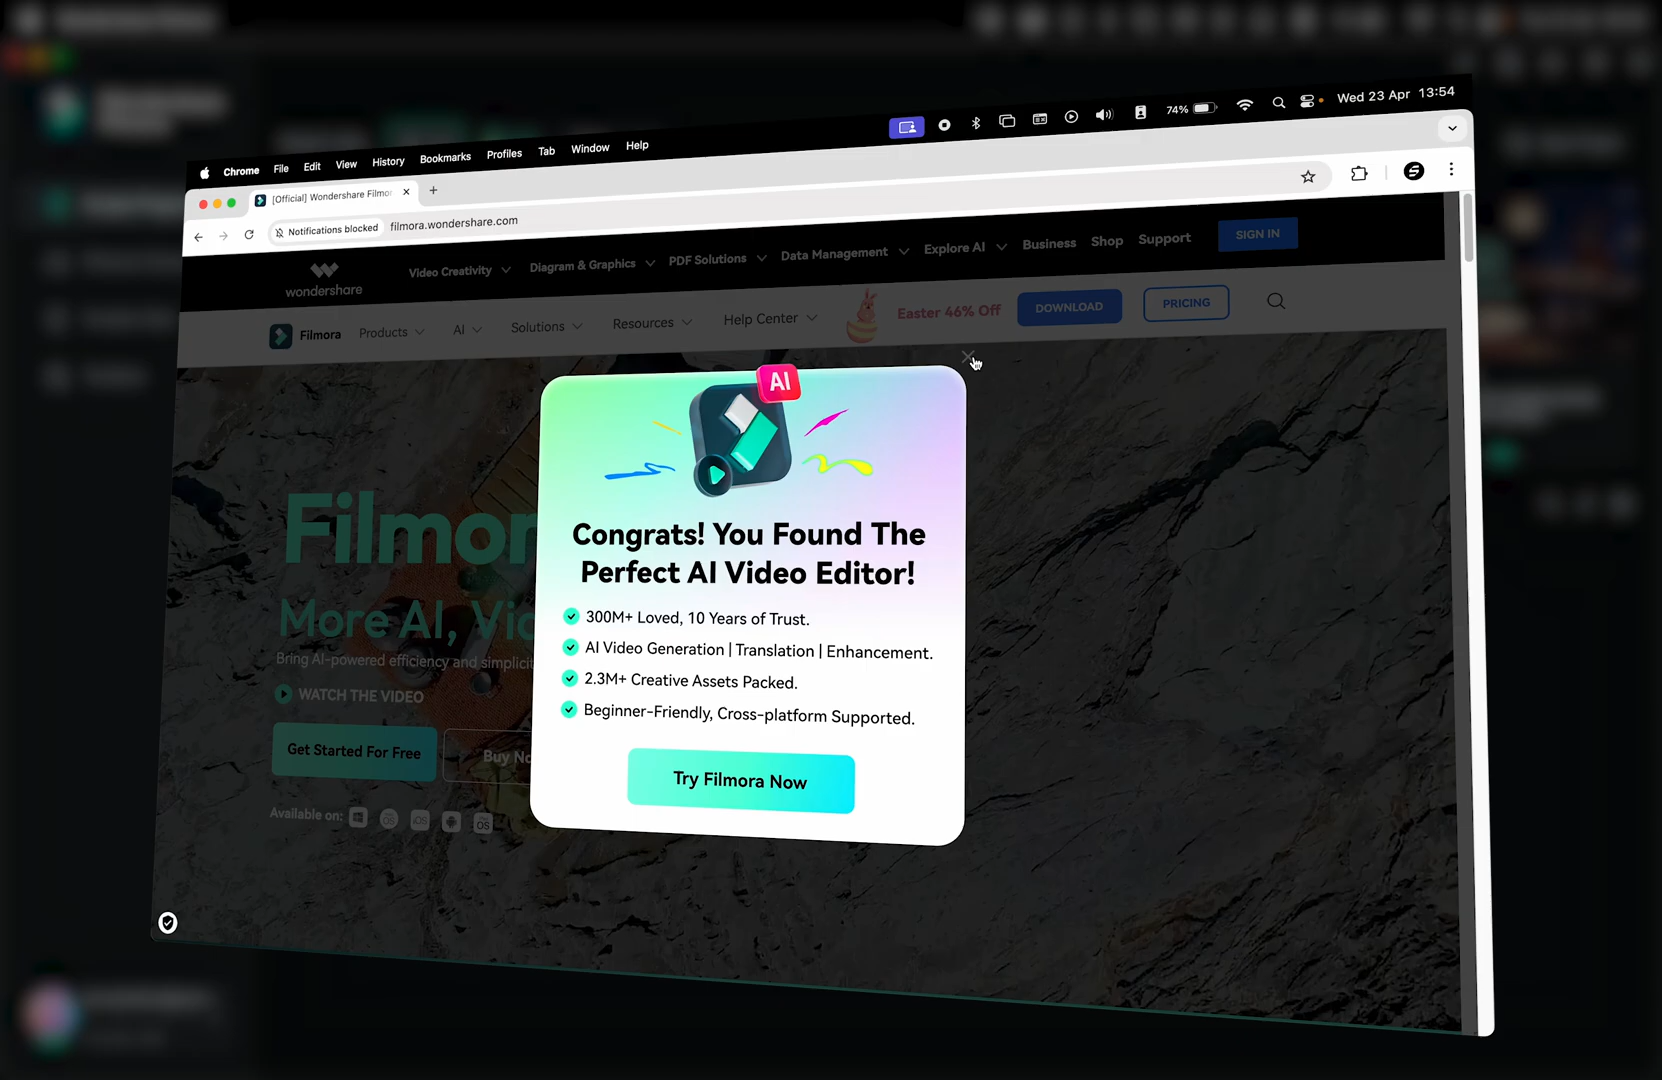 Chrome File Edit View History Bookmarks Profiles Tab Window Help
74% Wed 23 Apr 13:54
[Official] Wondershare Filmor
Notifications blocked filmora.wondershare.com
wondershare
Video Creativity Diagram & Graphics PDF Solutions Data Management Explore AI Business Shop Support SIGN IN
Filmora Products AI Solutions Resources Help Center Easter 46% Off DOWNLOAD PRICING
AI
Congrats! You Found The
Perfect AI Video Editor!
300M+ Loved, 10 Years of Trust.
AI Video Generation | Translation | Enhancement.
2.3M+ Creative Assets Packed.
Beginner-Friendly, Cross-platform Supported.
Try Filmora Now
Filmor
More AI, Vi
Bring AI-powered efficiency and simplici
WATCH THE VIDEO
Get Started For Free
Buy No
Available on:
iOS
OS